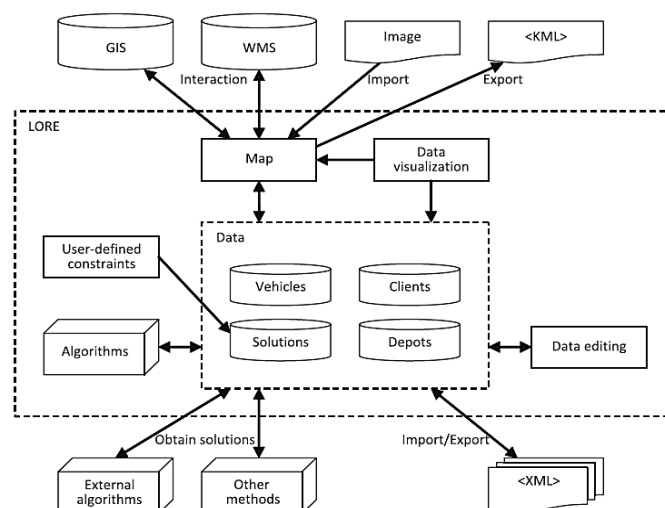 GIS
WMS
Image
<KML>
Interaction
Import
Export
LORE
Map
Data
visualization
Data
User-defined
constraints
Vehicles
Clients
Algorithms
Solutions
Depots
Data editing
Obtain solutions
Import/Export
External
algorithms
Other
methods
<XML>